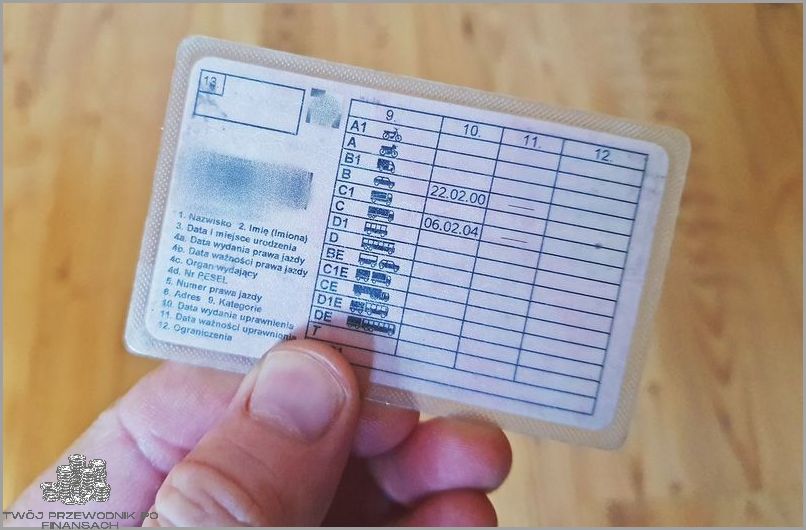 13
1. Nazwisko 2. Imię (Imiona)
3. Data i miejsce urodzenia
4a. Data wydania prawa jazdy
4b. Data ważności prawa jazdy
4c. Organ wydający
4d. Nr PESEL
5. Numer prawa jazdy
8. Adres 9. Kategorie
10. Data wydania uprawnienia
11. Data ważności uprawnienia
12. Ograniczenia
9. 10. 11. 12.
A1
A
B1
B 22.02.00 —
C1
C 06.02.04 —
D1
D
BE
C1E
CE
D1E
DE
T
TWÓJ PRZEWODNIK PO
FINANSACH